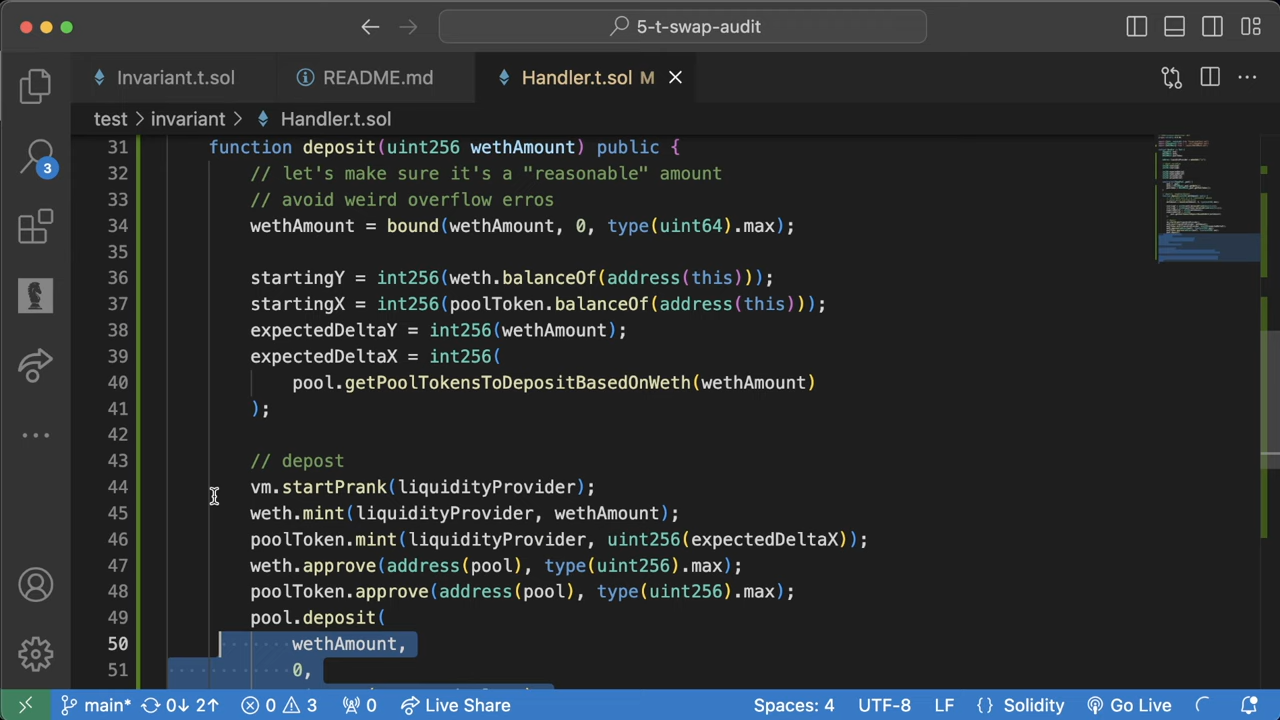 5-t-swap-audit
Invariant.t.sol README.md Handler.t.sol M
test > invariant > Handler.t.sol
31 function deposit(uint256 wethAmount) public {
32 // let's make sure it's a "reasonable" amount
33 // avoid weird overflow erros
34 wethAmount = bound(wethAmount, 0, type(uint64).max);
35
36 startingY = int256(weth.balanceOf(address(this)));
37 startingX = int256(poolToken.balanceOf(address(this)));
38 expectedDeltaY = int256(wethAmount);
39 expectedDeltaX = int256(
40 pool.getPoolTokensToDepositBasedOnWeth(wethAmount)
41 );
42
43 // depost
44 vm.startPrank(liquidityProvider);
45 weth.mint(liquidityProvider, wethAmount);
46 poolToken.mint(liquidityProvider, uint256(expectedDeltaX));
47 weth.approve(address(pool), type(uint256).max);
48 poolToken.approve(address(pool), type(uint256).max);
49 pool.deposit(
50 wethAmount,
51 0,
3
main* 0↓ 2↑ 0 3 0 Live Share Spaces: 4 UTF-8 LF {} Solidity Go Live